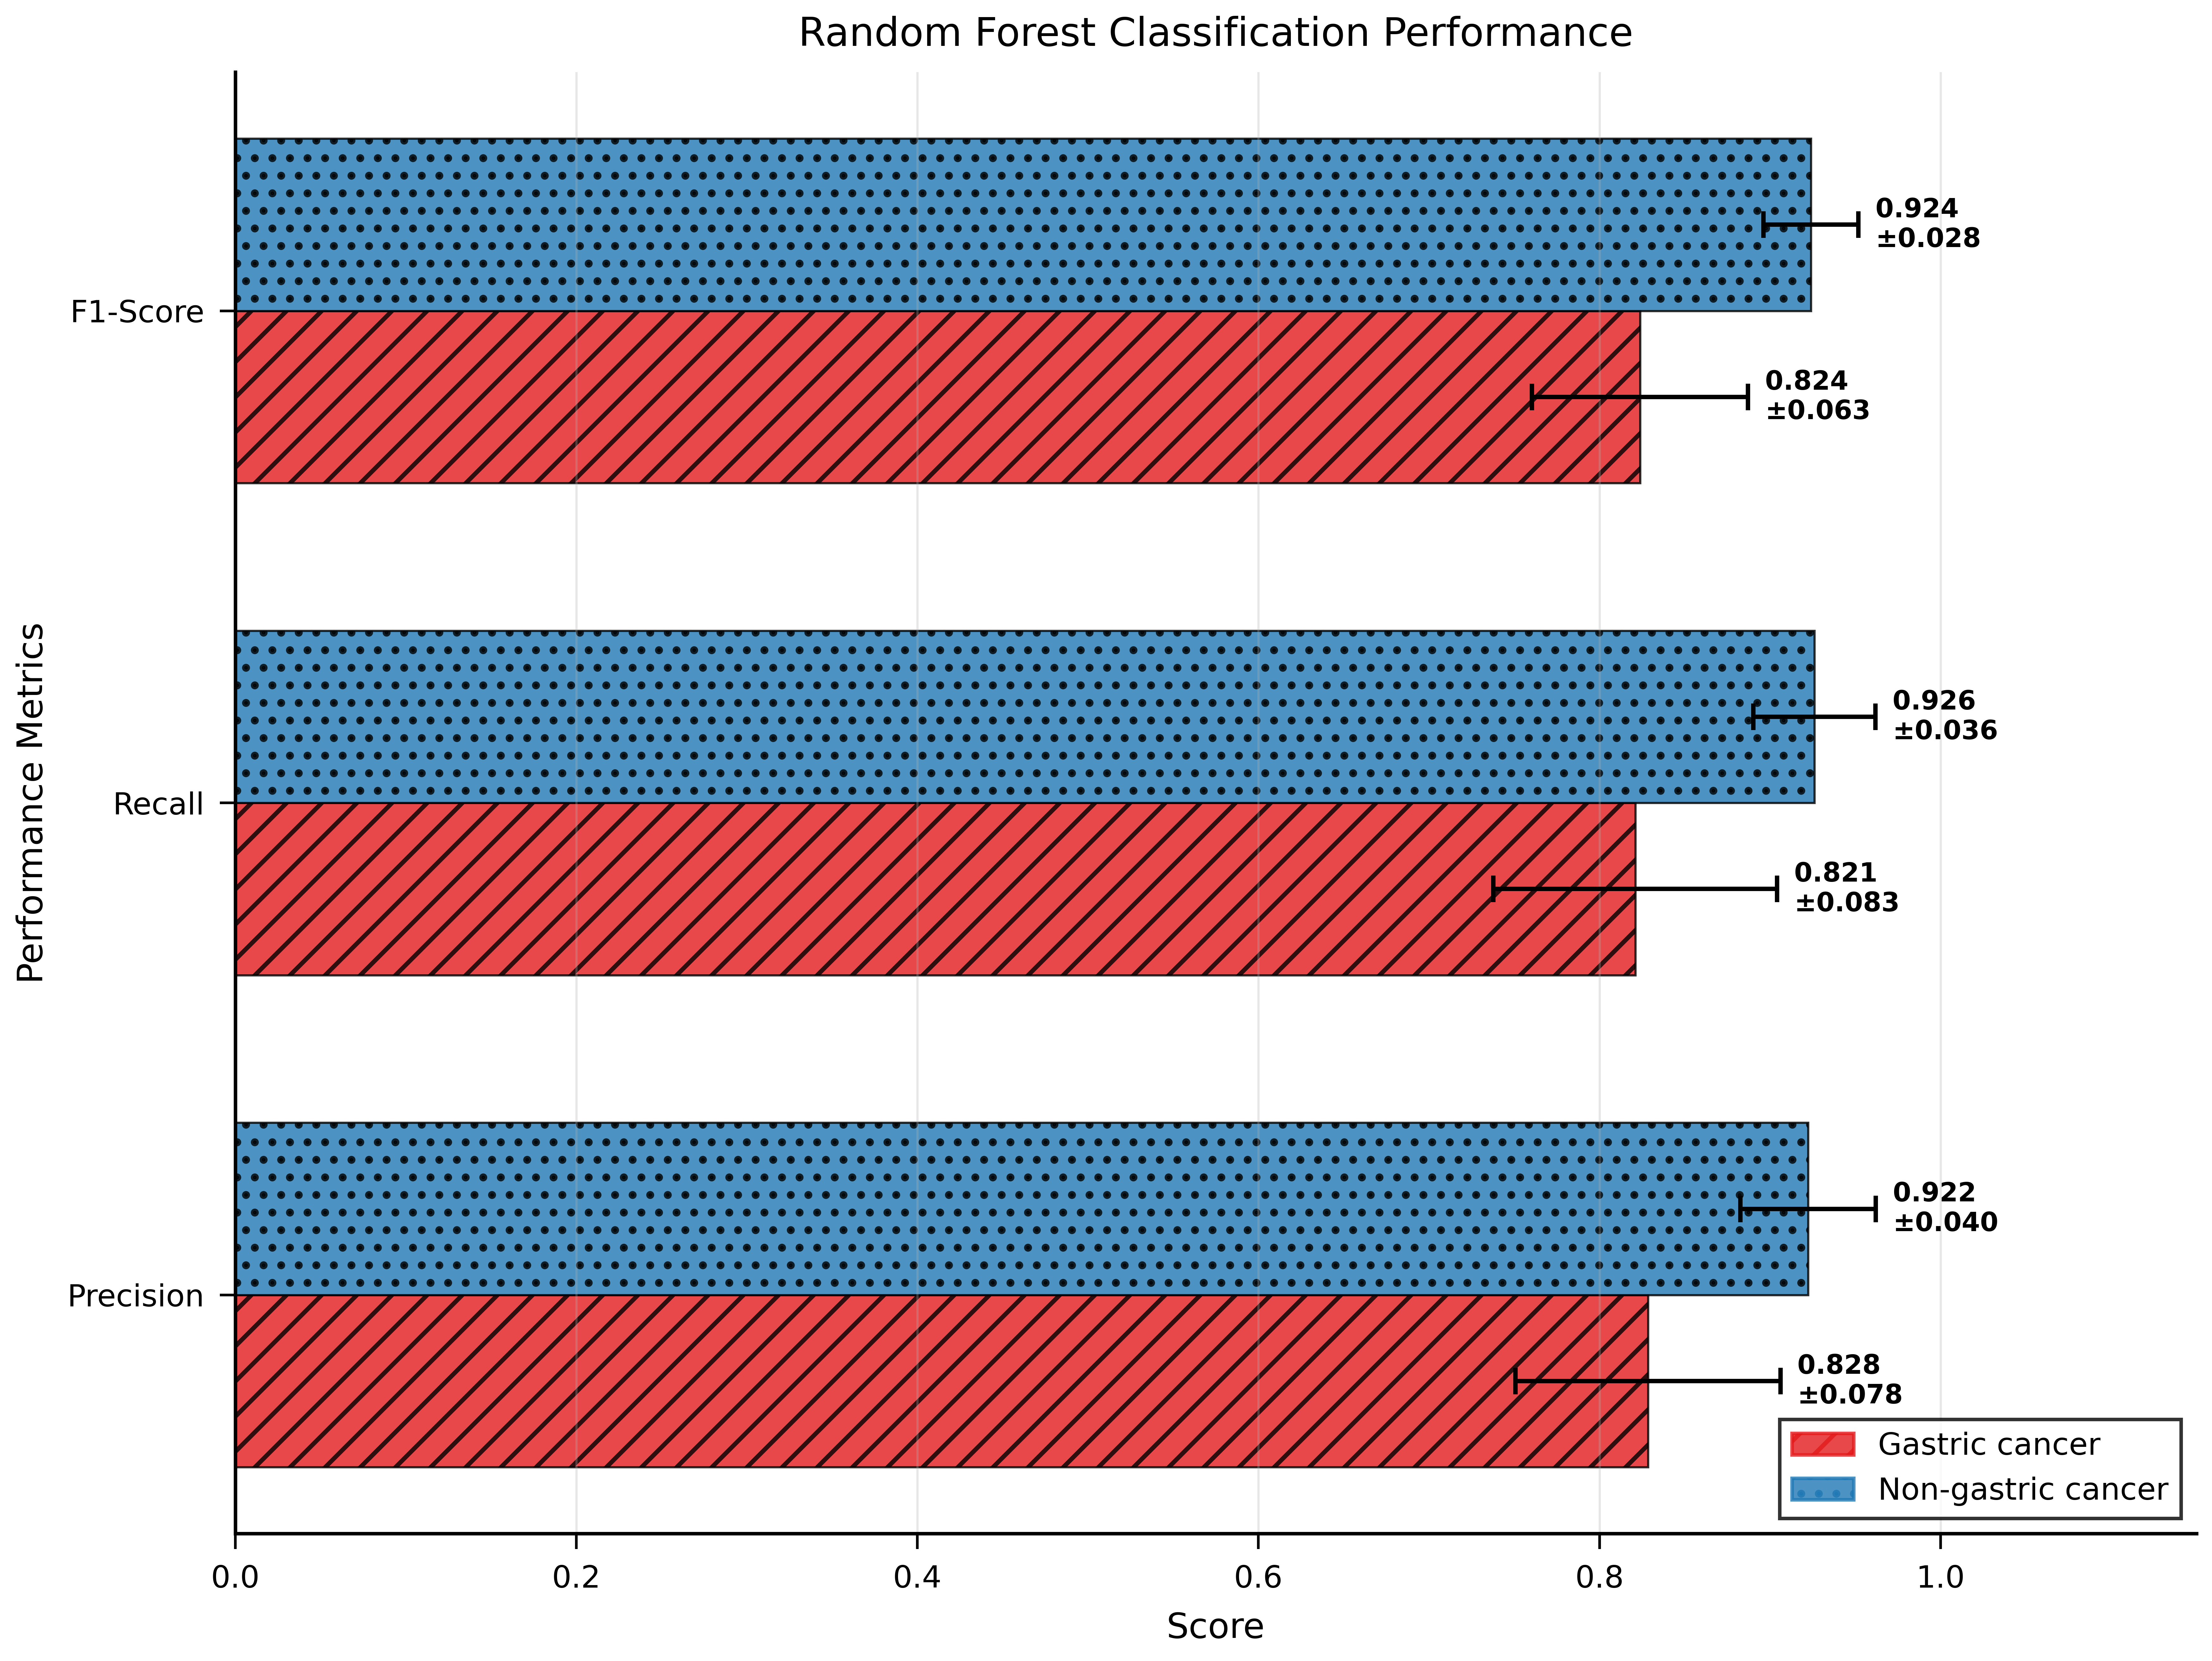 Random Forest Classification Performance
Performance Metrics
F1-Score
0.924
±0.028
0.824
±0.063
Recall
0.926
±0.036
0.821
±0.083
Precision
0.922
±0.040
0.828
±0.078
Gastric cancer
Non-gastric cancer
0.0 0.2 0.4 0.6 0.8 1.0
Score